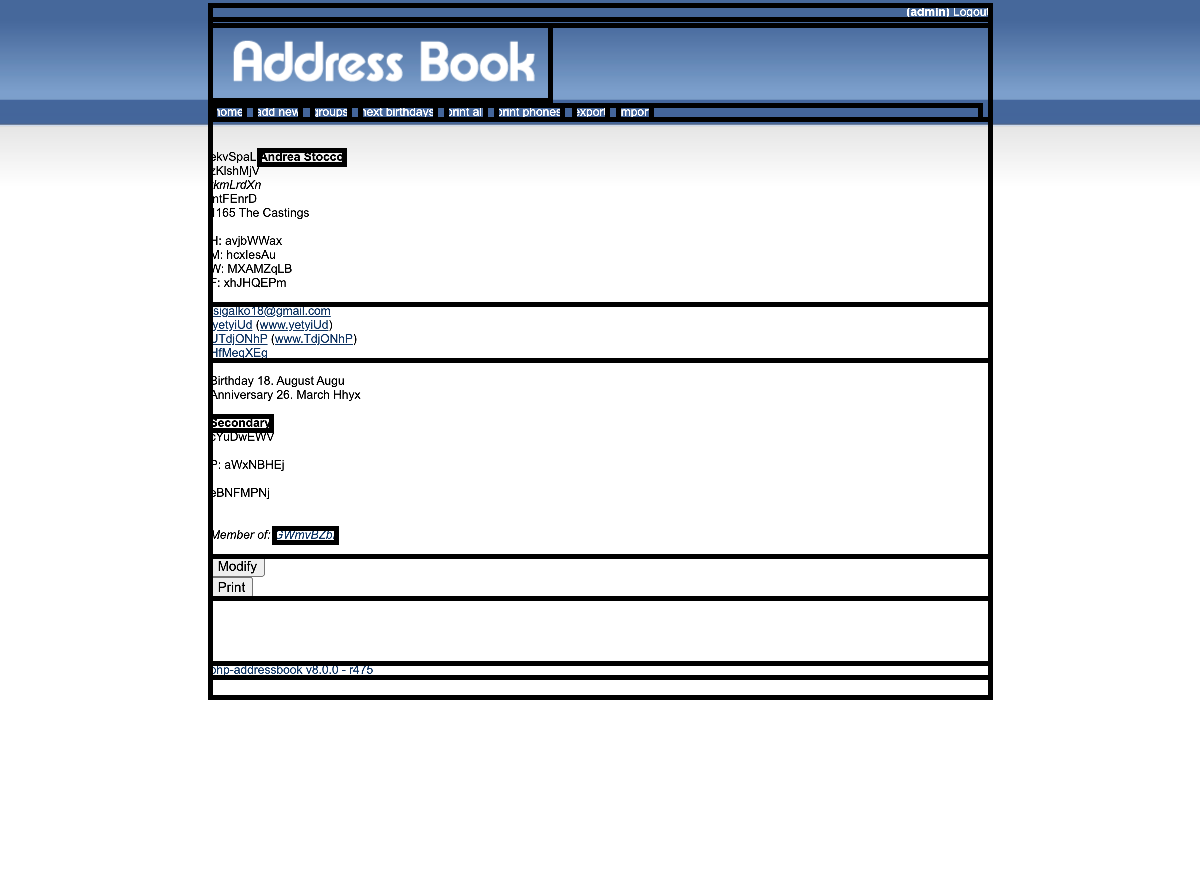 (admin) Logout
Address Book
home add new groups next birthdays print all print phones export import
ekvSpaL Andrea Stocco
zKIshMjV
kmLrdXn
ntFEnrD
1165 The Castings
H: avjbWWax
M: hcxIesAu
W: MXAMZqLB
F: xhJHQEPm
sigalko18@gmail.com
yetyiUd (www.yetyiUd)
UTdjONhP (www.TdjONhP)
HfMeqXEg
Birthday 18. August Augu
Anniversary 26. March Hhyx
Secondary
cYuDwEWV
P: aWxNBHEj
eBNFMPNj
Member of: GWmvBZb
Modify
Print
php-addressbook v8.0.0 - r475